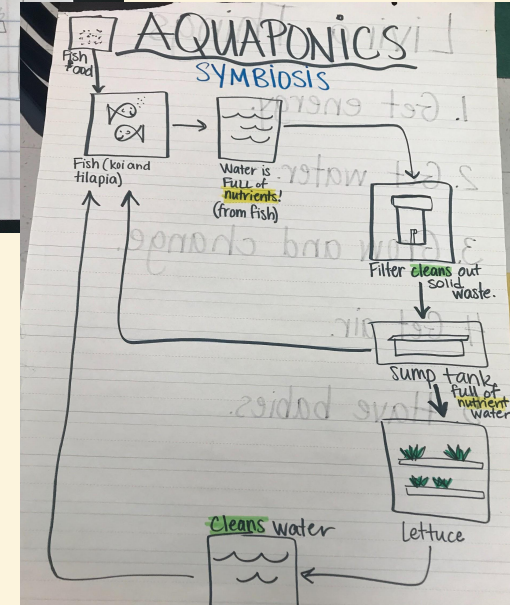 AQUAPONICS
SYMBIOSIS
Fish
Food
Fish (koi and
tilapia)
Water is
Full of
nutrients!
(from fish)
Filter cleans out
solid
waste.
Sump tank
full of
nutrient
water
Lettuce
Cleans water
Living Things
1. Get energy.
2. Get water.
3. Grow and change.
4. Get air.
5. Have babies.